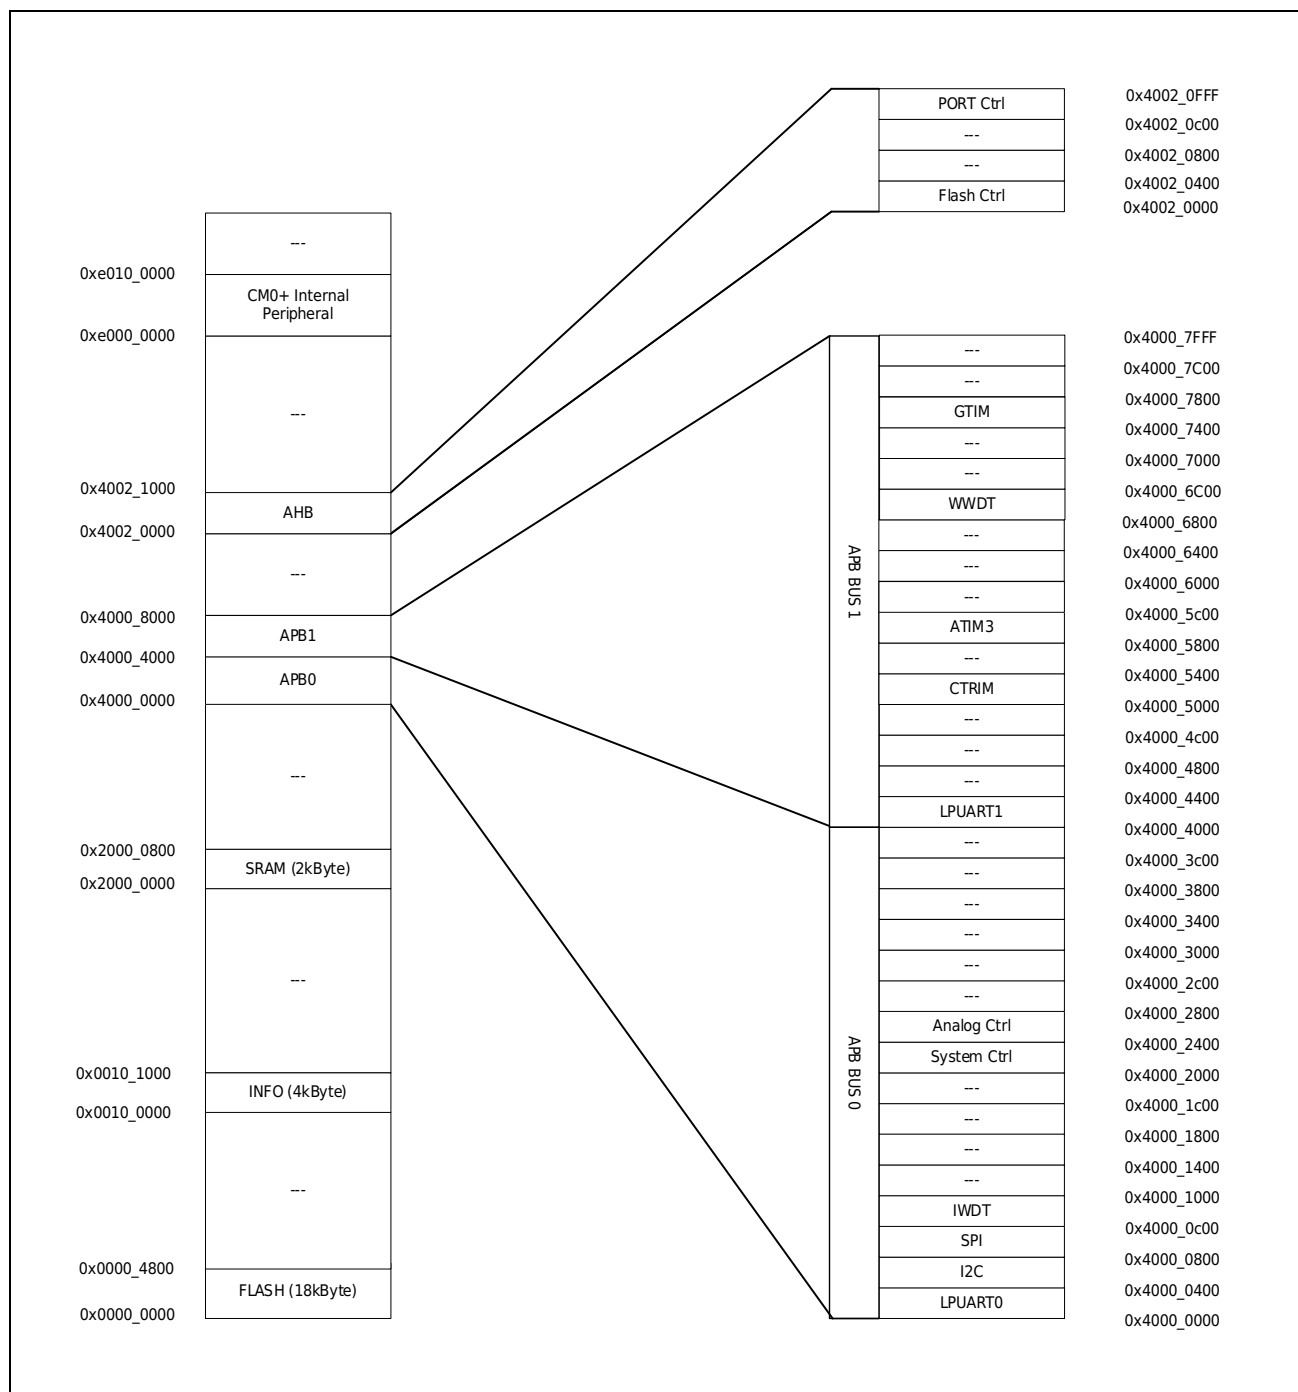 ---
0xe010_0000
CM0+ Internal
Peripheral
0xe000_0000
---
0x4002_1000
AHB
0x4002_0000
---
0x4000_8000
APB1
0x4000_4000
APB0
0x4000_0000
---
0x2000_0800
SRAM (2kByte)
0x2000_0000
---
0x0010_1000
INFO (4kByte)
0x0010_0000
---
0x0000_4800
FLASH (18kByte)
0x0000_0000
PORT Ctrl
---
---
Flash Ctrl
0x4002_0FFF
0x4002_0c00
0x4002_0800
0x4002_0400
0x4002_0000
APB BUS 1
---
---
GTIM
---
---
WWDT
---
---
---
ATIM3
---
CTRIM
---
---
---
LPUART1
APB BUS 0
---
---
---
---
---
---
Analog Ctrl
System Ctrl
---
---
---
---
IWDT
SPI
I2C
LPUART0
0x4000_7FFF
0x4000_7C00
0x4000_7800
0x4000_7400
0x4000_7000
0x4000_6C00
0x4000_6800
0x4000_6400
0x4000_6000
0x4000_5c00
0x4000_5800
0x4000_5400
0x4000_5000
0x4000_4c00
0x4000_4800
0x4000_4400
0x4000_4000
0x4000_3c00
0x4000_3800
0x4000_3400
0x4000_3000
0x4000_2c00
0x4000_2800
0x4000_2400
0x4000_2000
0x4000_1c00
0x4000_1800
0x4000_1400
0x4000_1000
0x4000_0c00
0x4000_0800
0x4000_0400
0x4000_0000